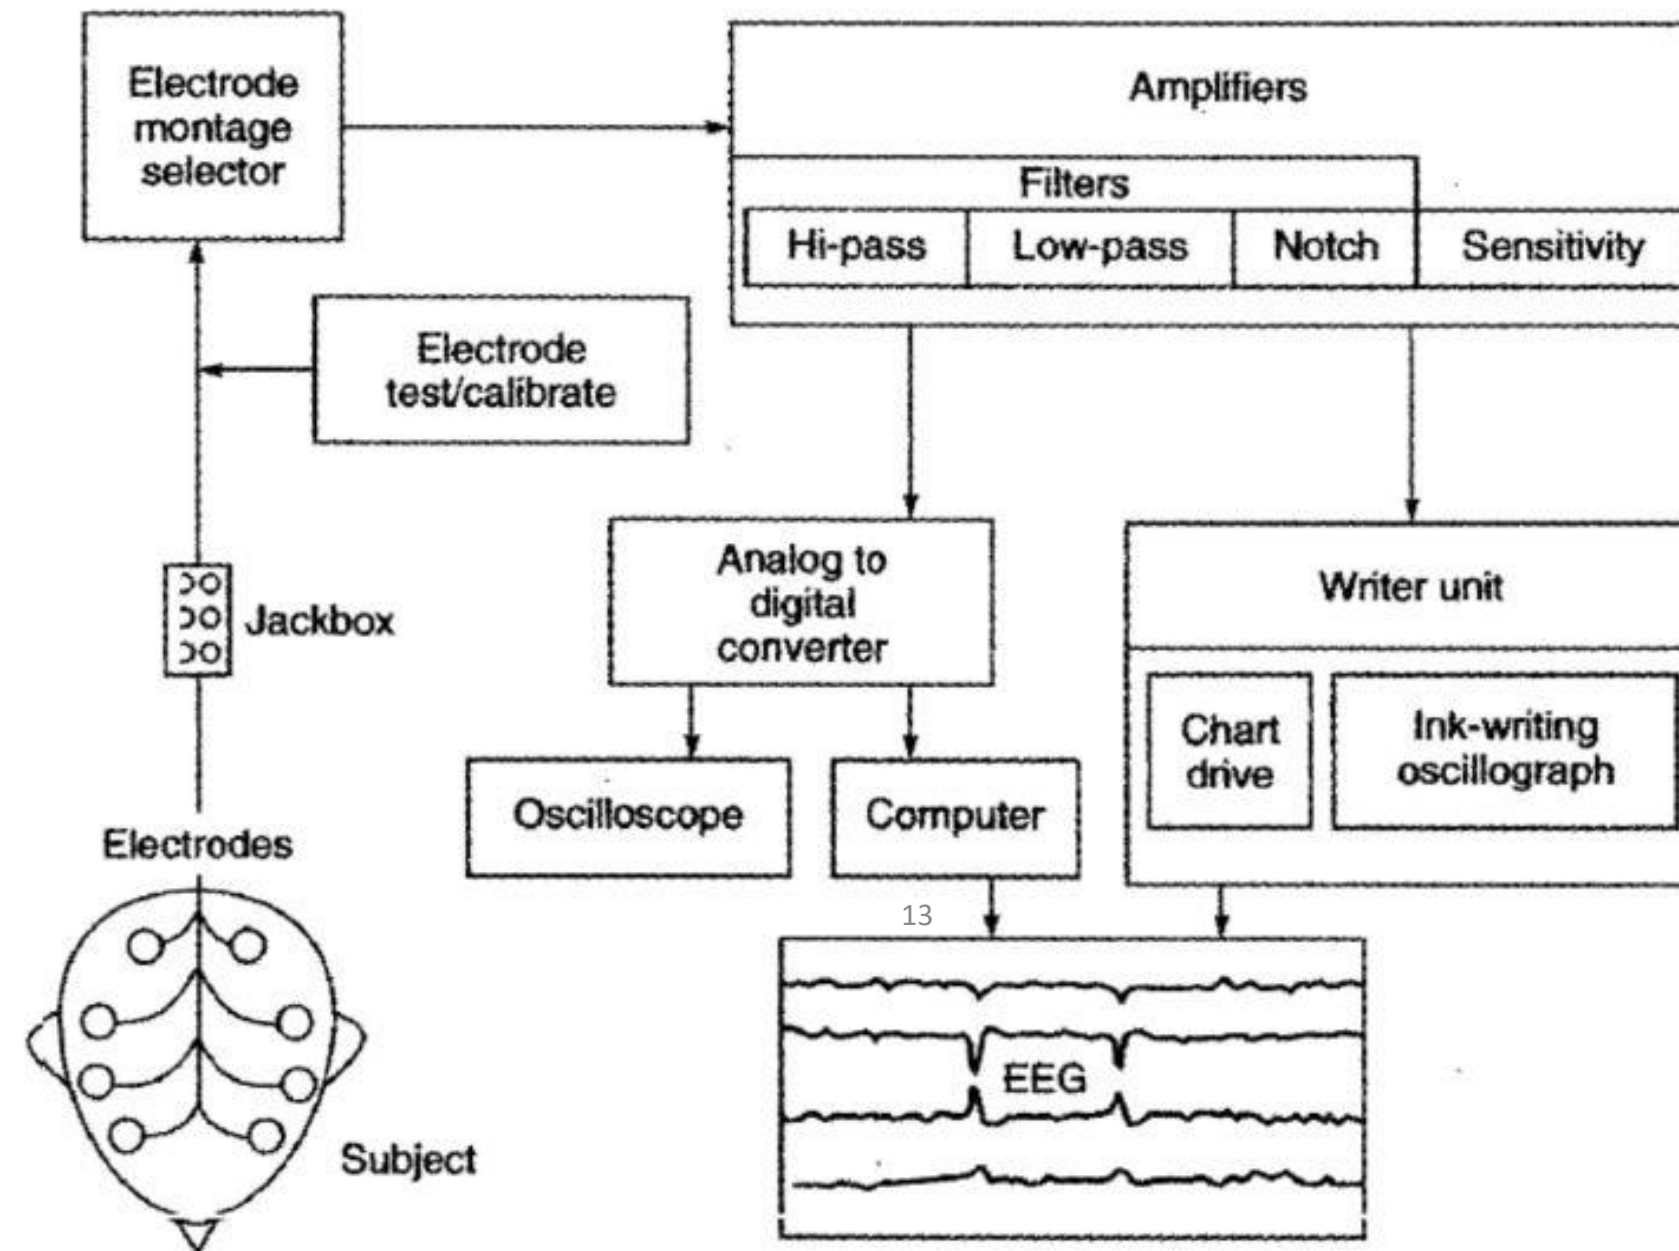 Electrode
montage
selector
Amplifiers
Filters
Hi-pass
Low-pass
Notch
Sensitivity
Electrode
test/calibrate
Analog to
digital
converter
Writer unit
Jackbox
Chart
drive
Ink-writing
oscillograph
Oscilloscope
Computer
Electrodes
13
EEG
Subject